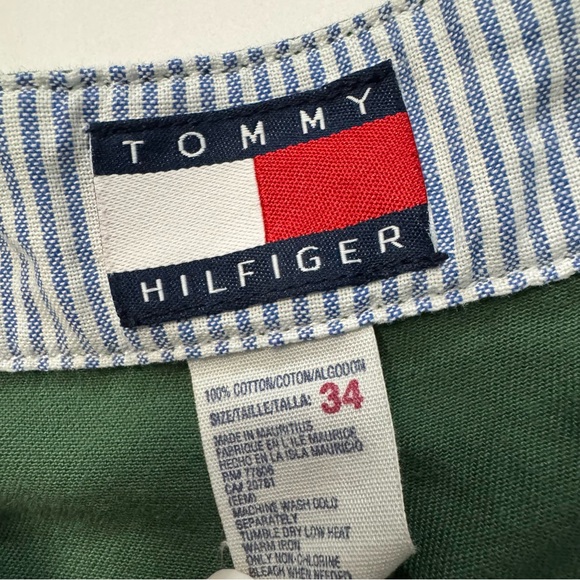 TOMMY
HILFIGER
100% COTTON/COTON/ALGODON
SIZE/TAILLE/TALLA: 34
MADE IN MAURITIUS
FABRIQUE EN L'ILE MAURICE
HECHO EN LA ISLA MAURICIO
RN# 77806
CA# 20781
(EEM)
MACHINE WASH COLD
SEPARATELY
TUMBLE DRY LOW HEAT
WARM IRON
ONLY NON-CHLORINE
BLEACH WHEN NEEDED